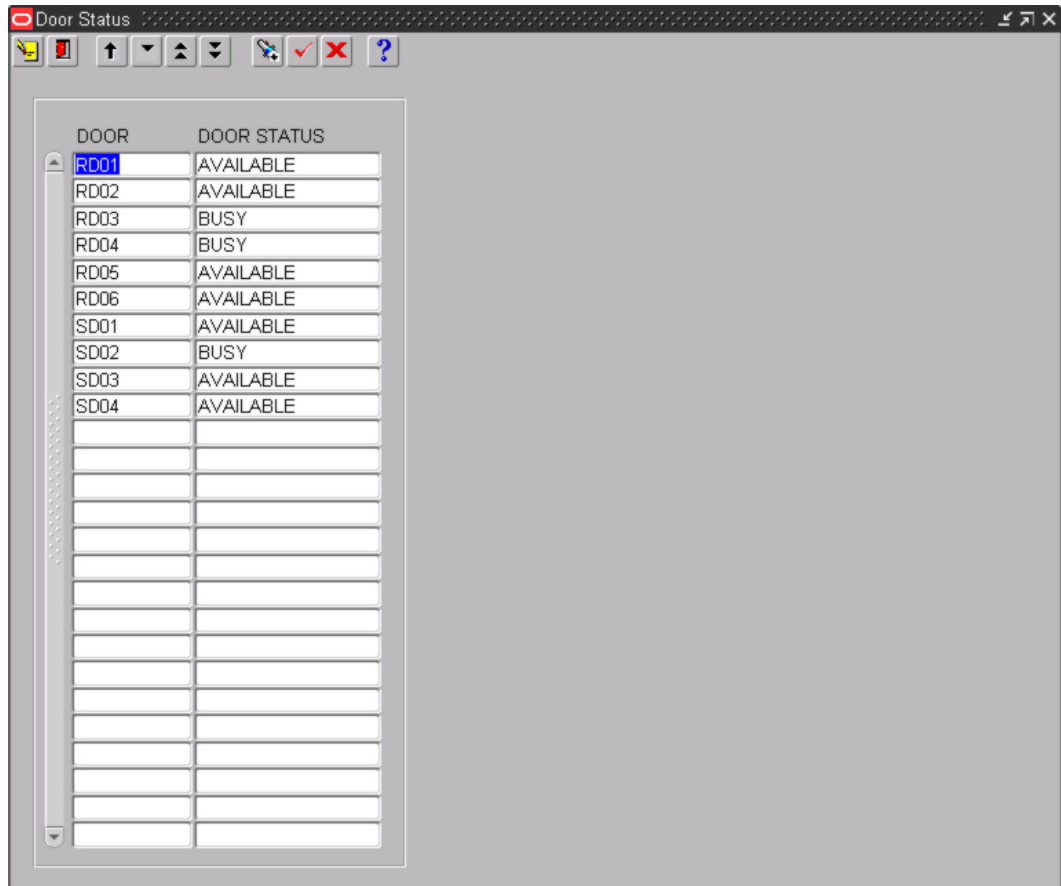 Door Status
?
DOOR DOOR STATUS
RD01 AVAILABLE
RD02 AVAILABLE
RD03 BUSY
RD04 BUSY
RD05 AVAILABLE
RD06 AVAILABLE
SD01 AVAILABLE
SD02 BUSY
SD03 AVAILABLE
SD04 AVAILABLE